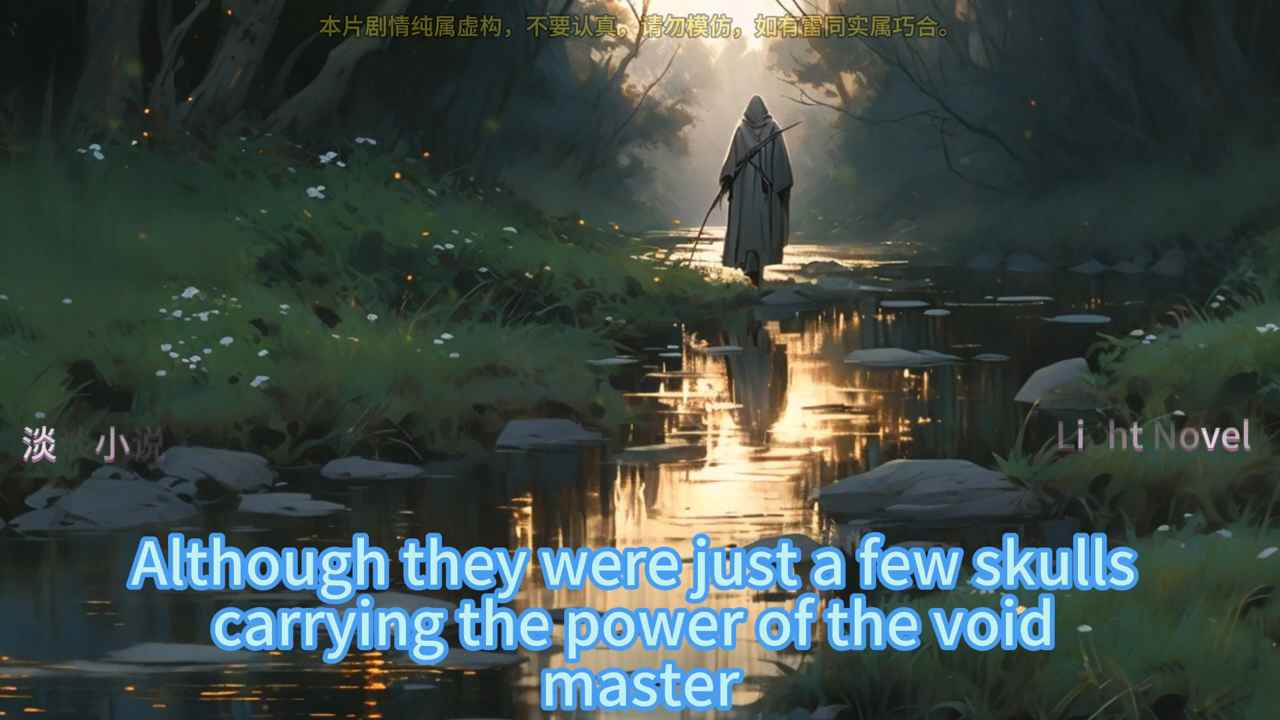 本片剧情纯属虚构，不要认真。请勿模仿，如有雷同实属巧合。
淡 小说
Li ht Novel
Although they were just a few skulls
carrying the power of the void
master